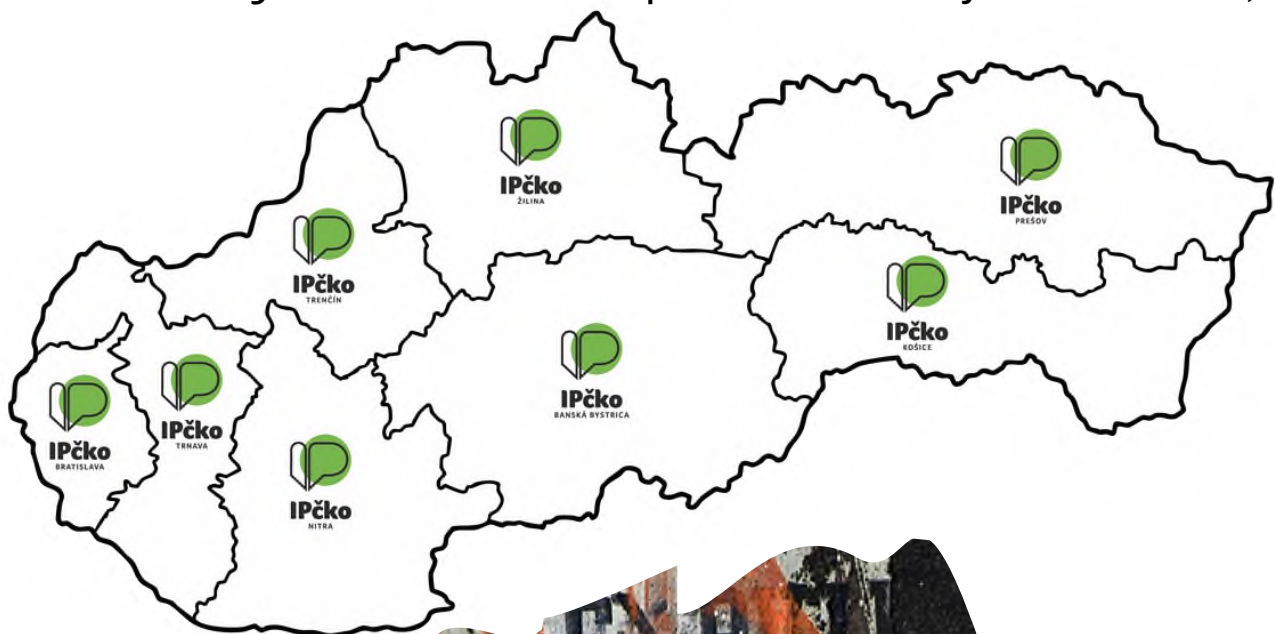 IPčko
ŽILINA
IPčko
PREŠOV
IPčko
TRENČÍN
IPčko
KOŠICE
IPčko
BANSKÁ BYSTRICA
IPčko
TRNAVA
IPčko
BRATISLAVA
IPčko
NITRA